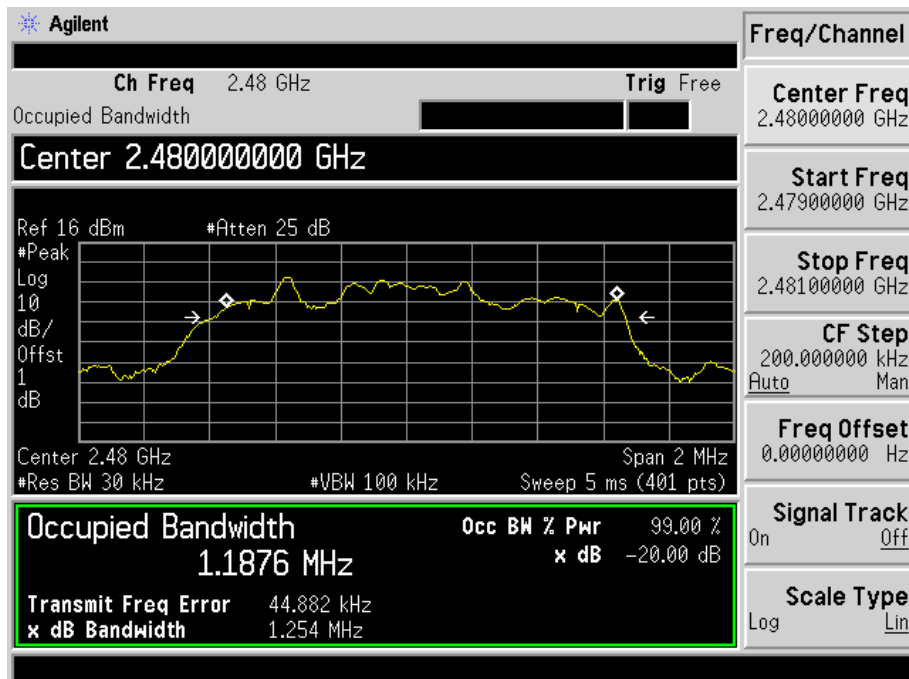 Agilent
Freq/Channel
Ch Freq 2.48 GHz Trig Free
Occupied Bandwidth
Center 2.480000000 GHz
Ref 16 dBm #Atten 25 dB
#Peak
Log
10
dB/
Offst
1
dB
Center 2.48 GHz Span 2 MHz
#Res BW 30 kHz #VBW 100 kHz Sweep 5 ms (401 pts)
Occupied Bandwidth
1.1876 MHz
Occ BW % Pwr 99.00 %
x dB -20.00 dB
Transmit Freq Error 44.882 kHz
x dB Bandwidth 1.254 MHz
Center Freq
2.48000000 GHz
Start Freq
2.47900000 GHz
Stop Freq
2.48100000 GHz
CF Step
200.000000 kHz
Auto Man
Freq Offset
0.00000000 Hz
Signal Track
On Off
Scale Type
Log Lin